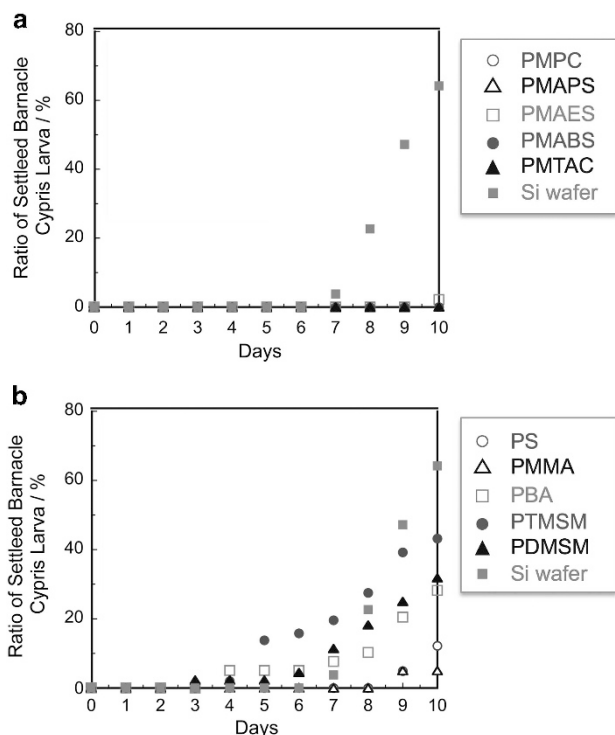 a
80
60
40
20
0
0 1 2 3 4 5 6 7 8 9 10
Days
Ratio of Settleed Barnacle
Cypris Larva / %
PMPC
PMAPS
PMAES
PMABS
PMTAC
Si wafer
b
80
60
40
20
0
0 1 2 3 4 5 6 7 8 9 10
Days
Ratio of Settleed Barnacle
Cypris Larva / %
PS
PMMA
PBA
PTMSM
PDMSM
Si wafer